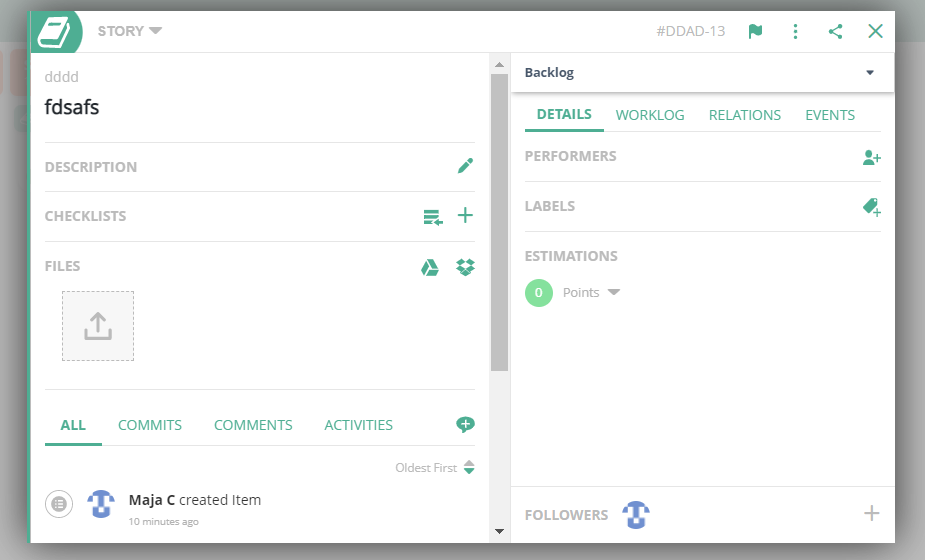 STORY
#DDAD-13
dddd
fdsafs
DESCRIPTION
CHECKLISTS
FILES
ALL COMMITS COMMENTS ACTIVITIES
Oldest First
Maja C created Item
10 minutes ago
Backlog
DETAILS WORKLOG RELATIONS EVENTS
PERFORMERS
LABELS
ESTIMATIONS
0 Points
FOLLOWERS